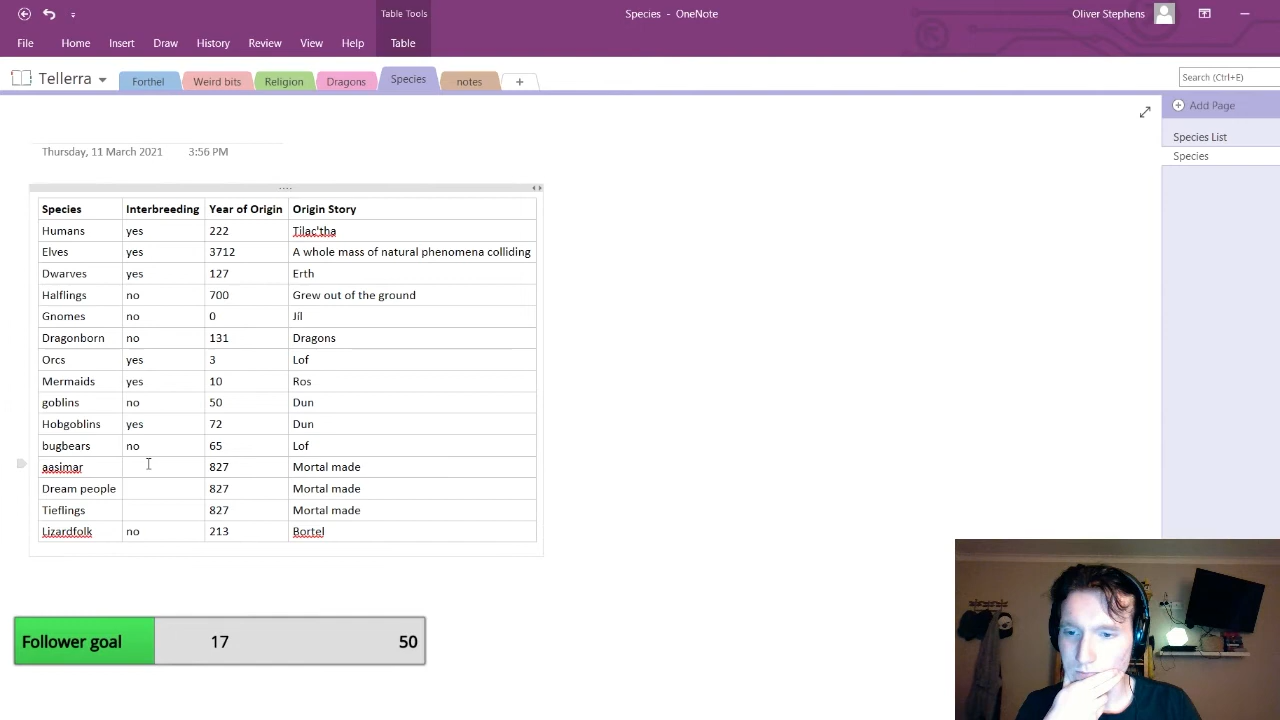 Table Tools
Species - OneNote
Oliver Stephens
File Home Insert Draw History Review View Help Table
Tellerra Forthel Weird bits Religion Dragons Species notes
Search (Ctrl+E)
Add Page
Species List
Species
Thursday, 11 March 2021 3:56 PM
Species Interbreeding Year of Origin Origin Story
Humans yes 222 Tilac'tha
Elves yes 3712 A whole mass of natural phenomena colliding
Dwarves yes 127 Erth
Halflings no 700 Grew out of the ground
Gnomes no 0 Jil
Dragonborn no 131 Dragons
Orcs yes 3 Lof
Mermaids yes 10 Ros
goblins no 50 Dun
Hobgoblins yes 72 Dun
bugbears no 65 Lof
aasimar 827 Mortal made
Dream people 827 Mortal made
Tieflings 827 Mortal made
Lizardfolk no 213 Bortel
Follower goal 17 50